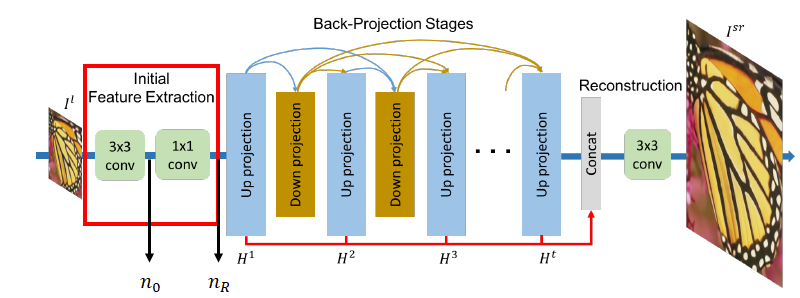 Back-Projection Stages
Initial
Feature Extraction
Reconstruction
I^l
I^{sr}
3x3
conv
1x1
conv
Up projection
Down projection
Up projection
Down projection
Up projection
. . .
Up projection
Concat
3x3
conv
H^1
H^2
H^3
H^t
n_0
n_R